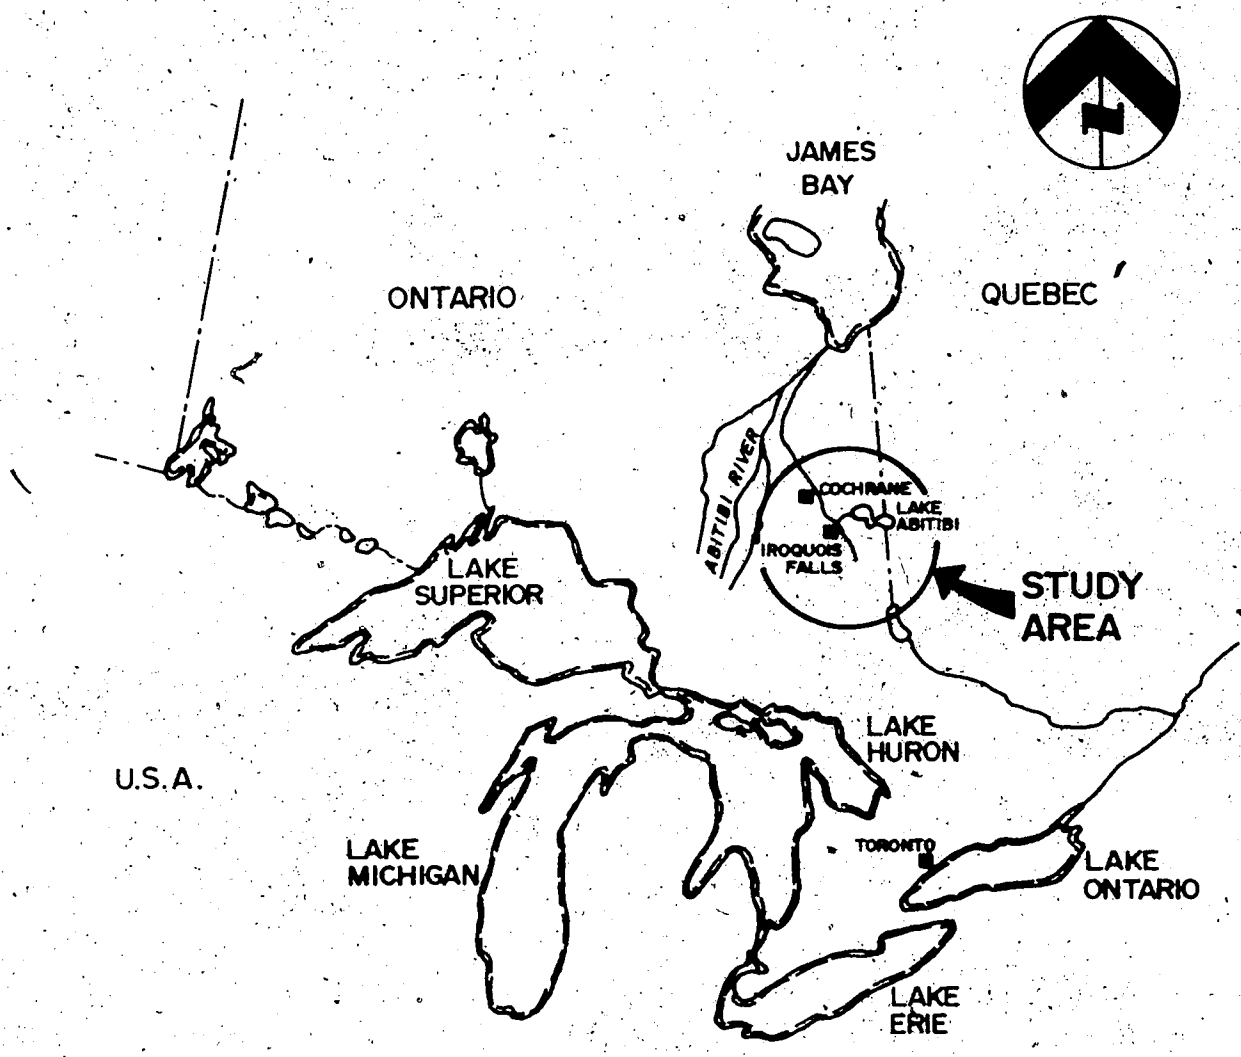 N
JAMES
BAY
ONTARIO
QUEBEC
ABITIBI RIVER
COCHRANE
LAKE
ABITIBI
IROQUOIS
FALLS
LAKE
SUPERIOR
STUDY
AREA
LAKE
HURON
U.S.A.
LAKE
MICHIGAN
TORONTO
LAKE
ONTARIO
LAKE
ERIE